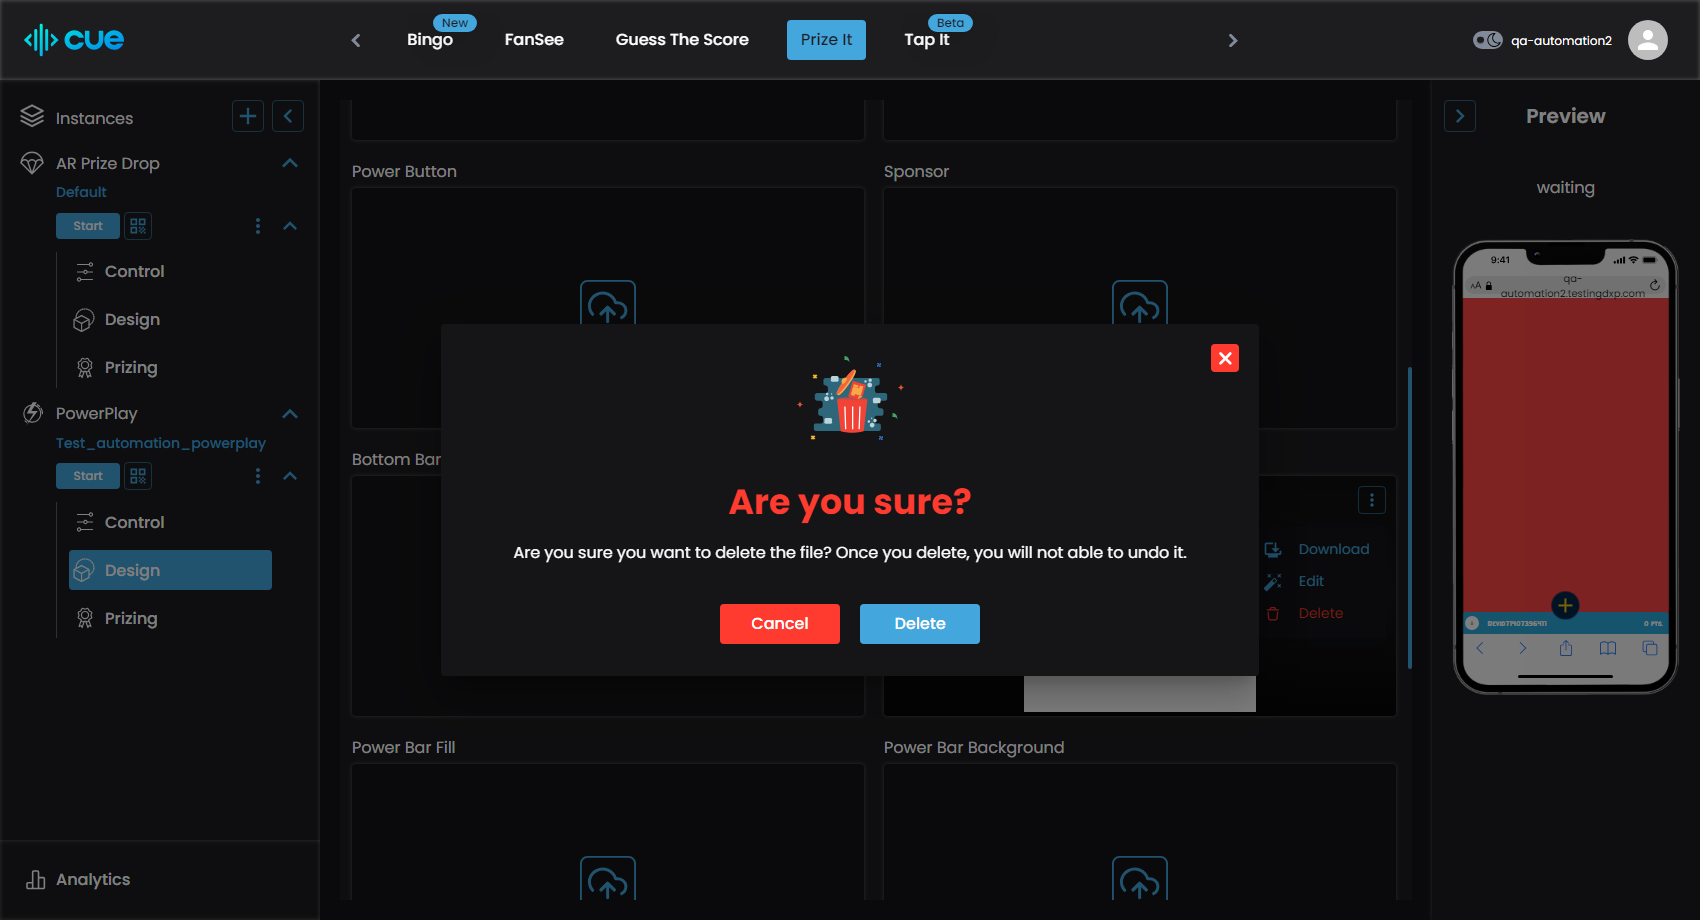 cue
Bingo
New
FanSee
Guess The Score
Prize It
Tap It
Beta
qa-automation2
Instances
AR Prize Drop
Default
Start
Control
Design
Prizing
PowerPlay
Test_automation_powerplay
Start
Control
Design
Prizing
Analytics
Power Button
Sponsor
Bottom Bar
Download
Edit
Delete
Power Bar Fill
Power Bar Background
Are you sure?
Are you sure you want to delete the file? Once you delete, you will not able to undo it.
Cancel
Delete
Preview
waiting
9:41
AA
qa-
automation2.testingdxp.com
0 PTS.